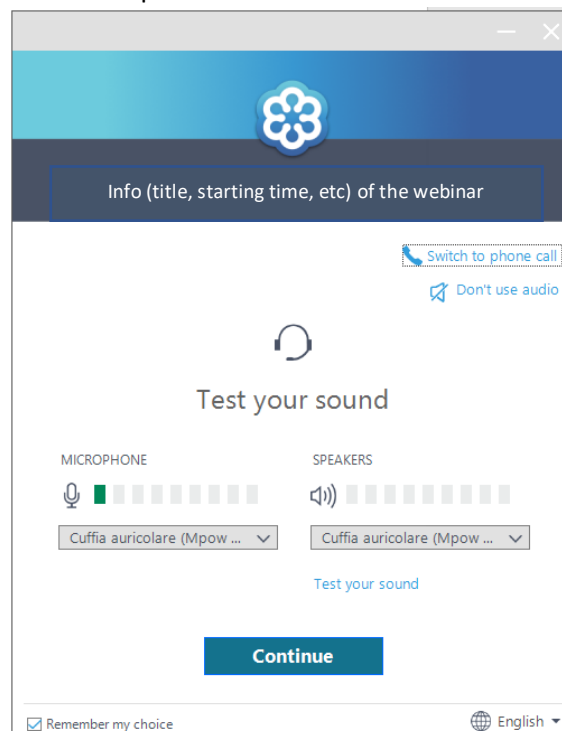 Info (title, starting time, etc) of the webinar
Switch to phone call
Don't use audio
Test your sound
MICROPHONE
SPEAKERS
Cuffia auricolare (Mpow ...
Cuffia auricolare (Mpow ...
Test your sound
Continue
Remember my choice
English